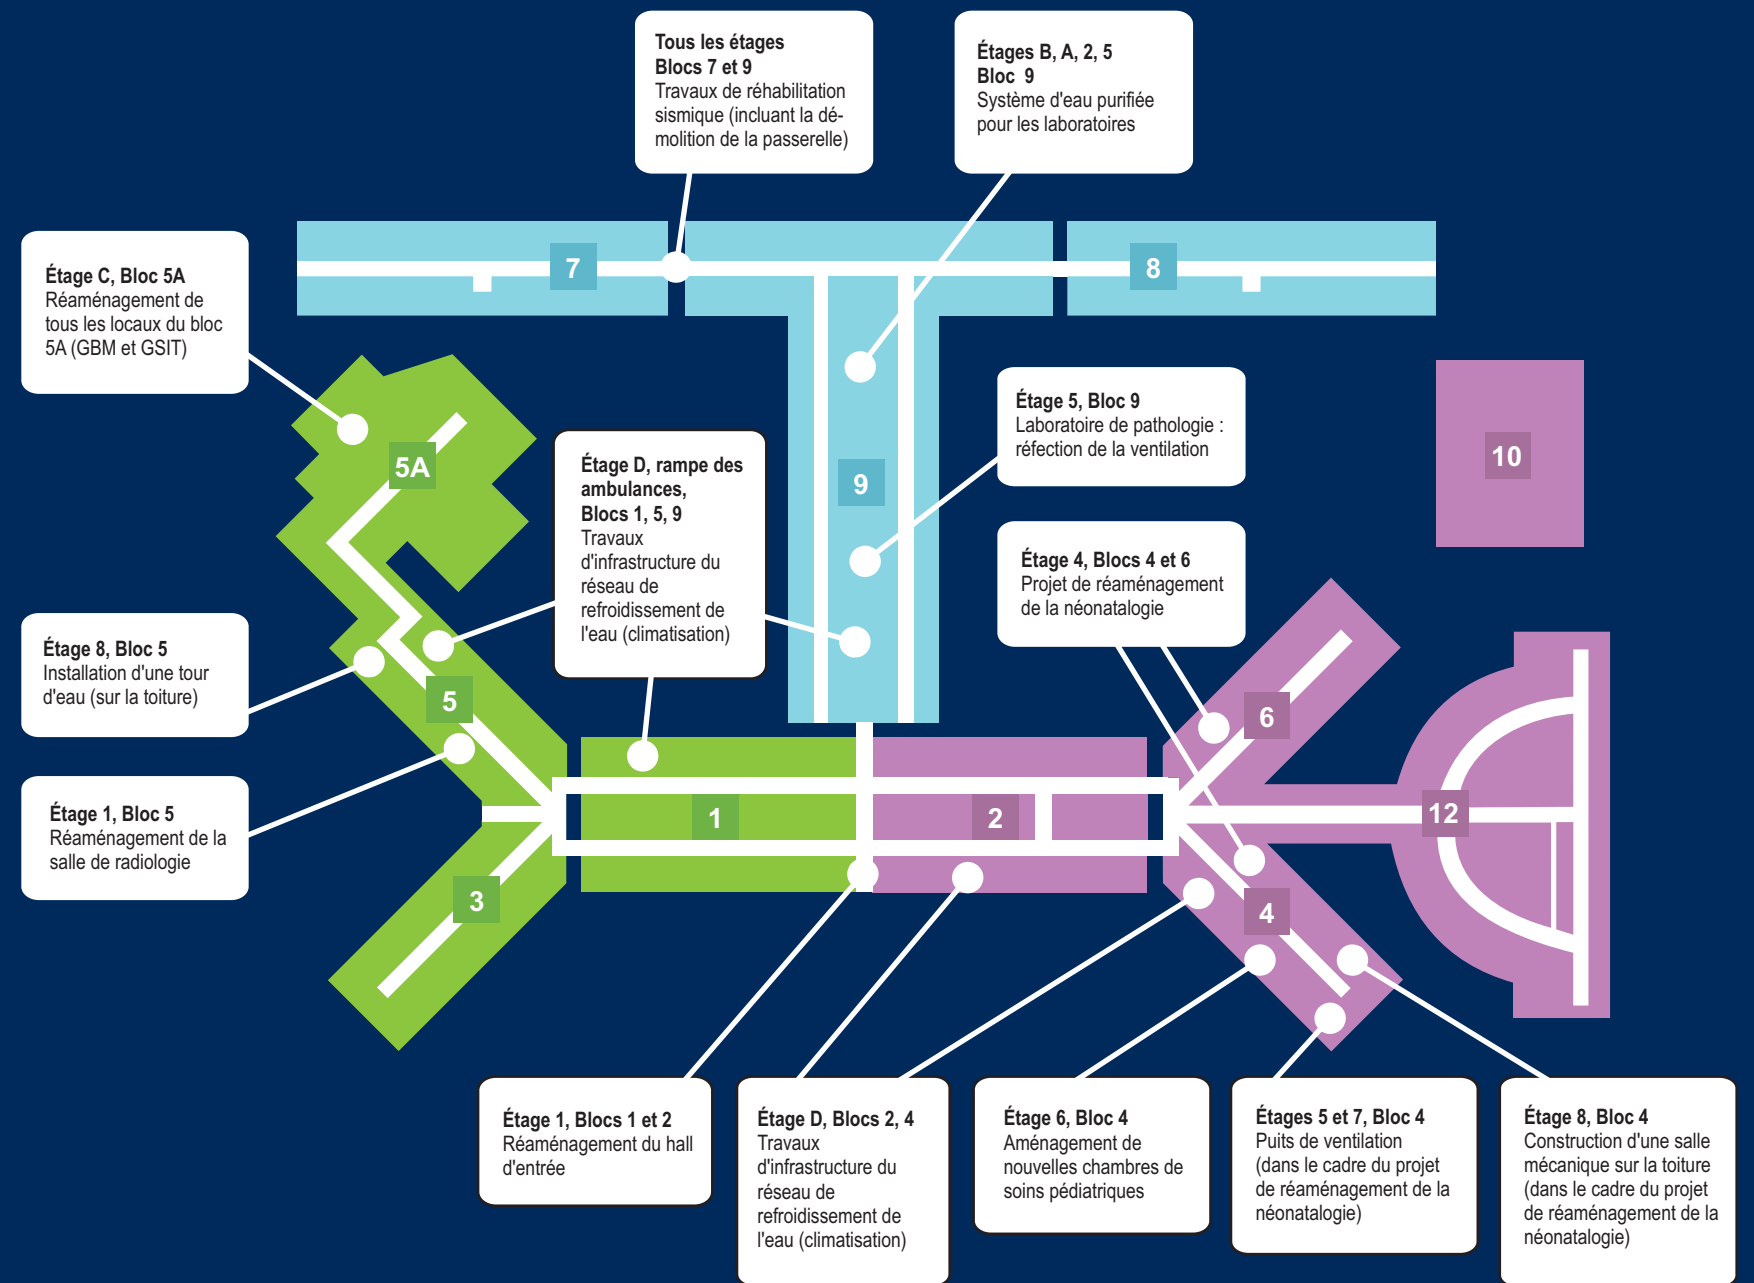 Tous les étages
Blocs 7 et 9
Travaux de réhabilitation
sismique (incluant la dé-
molition de la passerelle)
Étages B, A, 2, 5
Bloc 9
Système d'eau purifiée
pour les laboratoires
7
8
Étage C, Bloc 5A
Réaménagement de
tous les locaux du bloc
5A (GBM et GSIT)
5A
Étage D, rampe des
ambulances,
Blocs 1, 5, 9
Travaux
d'infrastructure du
réseau de
refroidissement de
l'eau (climatisation)
9
Étage 5, Bloc 9
Laboratoire de pathologie :
réfection de la ventilation
10
Étage 4, Blocs 4 et 6
Projet de réaménagement
de la néonatalogie
Étage 8, Bloc 5
Installation d'une tour
d'eau (sur la toiture)
5
6
Étage 1, Bloc 5
Réaménagement de la
salle de radiologie
1
2
12
3
4
Étage 1, Blocs 1 et 2
Réaménagement du hall
d'entrée
Étage D, Blocs 2, 4
Travaux
d'infrastructure du
réseau de
refroidissement de
l'eau (climatisation)
Étage 6, Bloc 4
Aménagement de
nouvelles chambres de
soins pédiatriques
Étages 5 et 7, Bloc 4
Puits de ventilation
(dans le cadre du projet
de réaménagement de la
néonatalogie)
Étage 8, Bloc 4
Construction d'une salle
mécanique sur la toiture
(dans le cadre du projet
de réaménagement de la
néonatalogie)